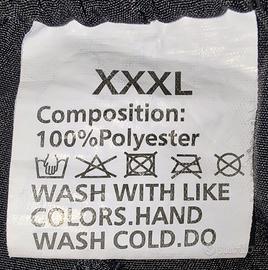 XXXL
Composition:
100%Polyester
WASH WITH LIKE
COLORS.HAND
WASH COLD.DO